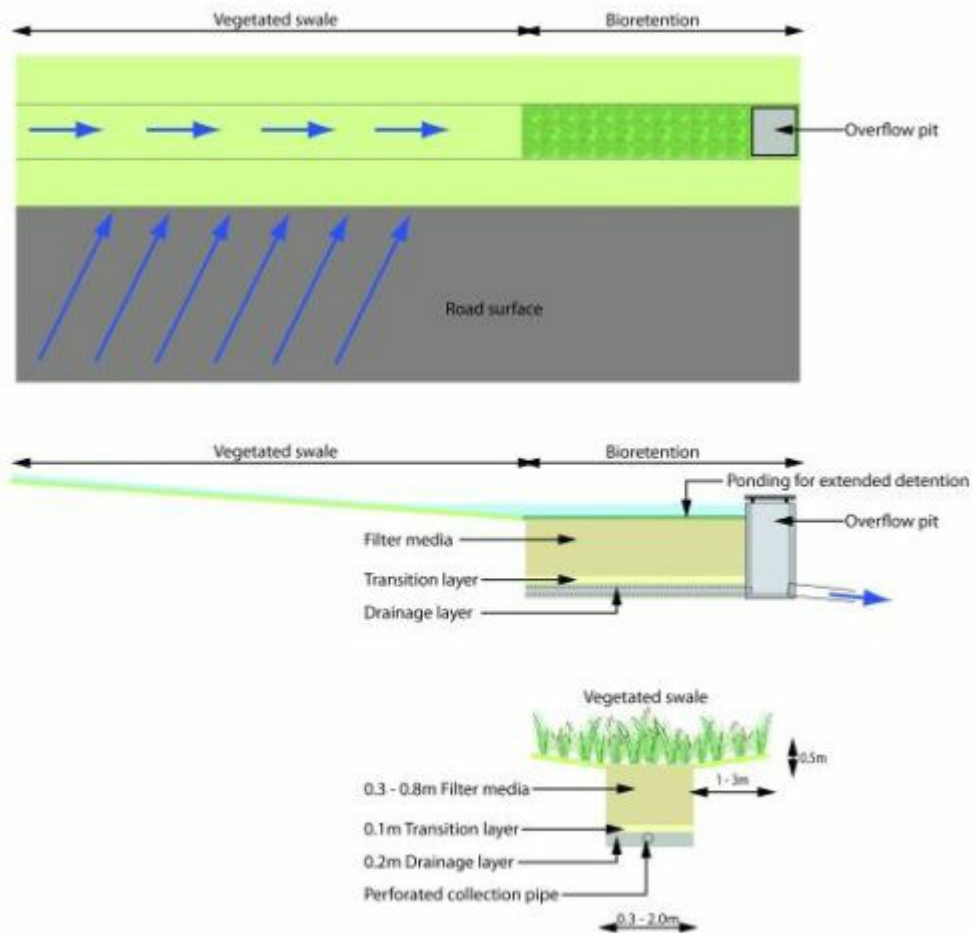 Vegetated swale
Bioretention
Overflow pit
Road surface
Vegetated swale
Bioretention
Ponding for extended detention
Overflow pit
Filter media
Transition layer
Drainage layer
Vegetated swale
0.5m
1 - 3m
0.3 - 0.8m Filter media
0.1m Transition layer
0.2m Drainage layer
Perforated collection pipe
0.3 - 2.0m